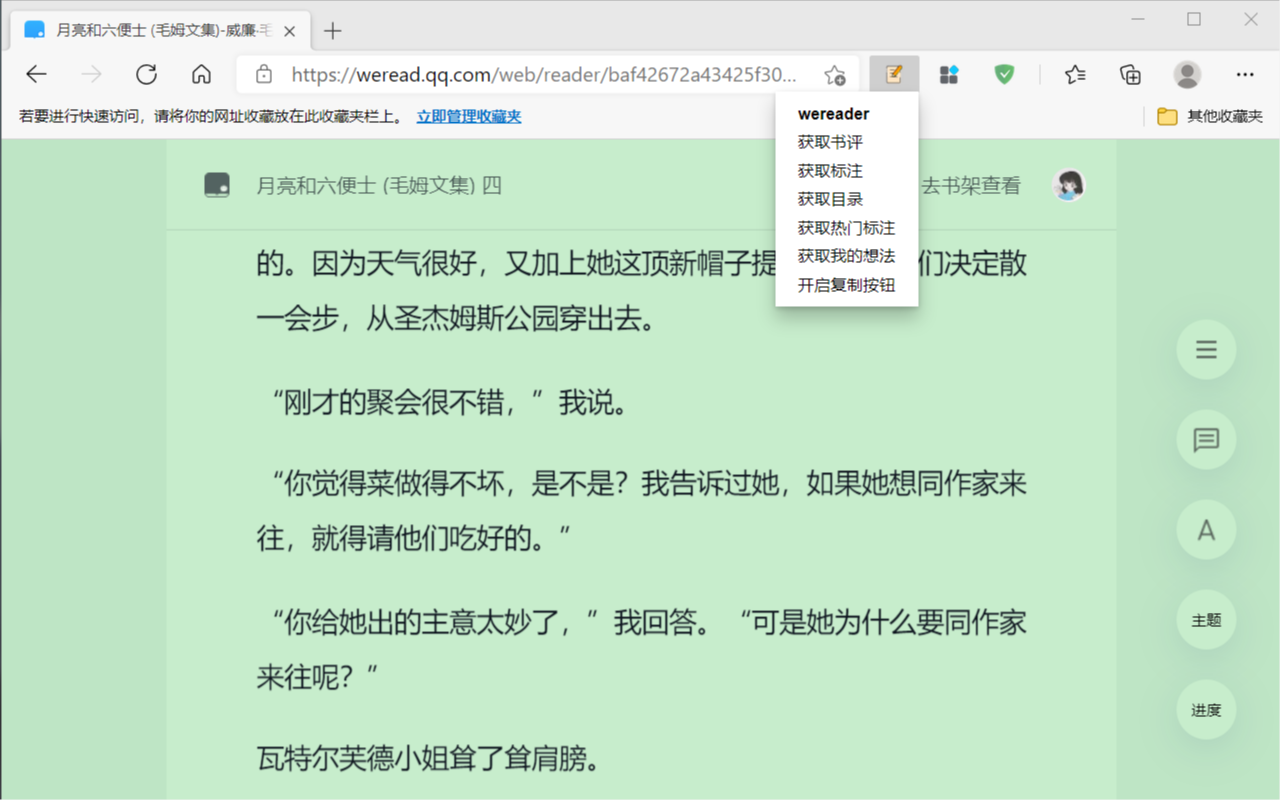 月亮和六便士 (毛姆文集)-威廉·毛
https://weread.qq.com/web/reader/baf42672a43425f30...
若要进行快速访问，请将你的网址收藏放在此收藏夹栏上。 立即管理收藏夹
其他收藏夹
wereader
获取书评
获取标注
获取目录
获取热门标注
获取我的想法
开启复制按钮
月亮和六便士 (毛姆文集) 四
去书架查看
的。因为天气很好，又加上她这顶新帽子提
们决定散
一会步，从圣杰姆斯公园穿出去。
“刚才的聚会很不错，”我说。
“你觉得菜做得不坏，是不是？我告诉过她，如果她想同作家来
往，就得请他们吃好的。”
“你给她出的主意太妙了，”我回答。“可是她为什么要同作家
来往呢？”
瓦特尔芙德小姐耸了耸肩膀。
A
主题
进度